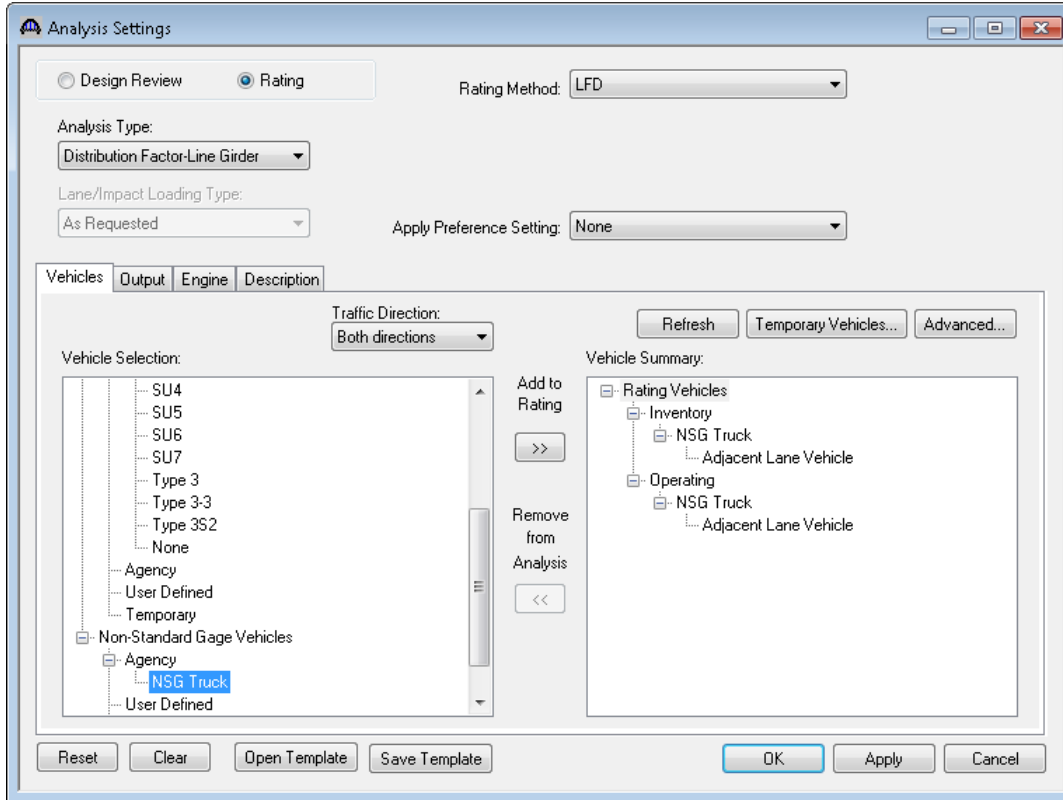 Analysis Settings
Design Review
Rating
Rating Method: LFD
Analysis Type:
Distribution Factor-Line Girder
Lane/Impact Loading Type:
As Requested
Apply Preference Setting: None
Vehicles Output Engine Description
Traffic Direction:
Both directions
Refresh Temporary Vehicles... Advanced...
Vehicle Selection:
SU4
SU5
SU6
SU7
Type 3
Type 3-3
Type 3S2
None
Agency
User Defined
Temporary
Non-Standard Gage Vehicles
Agency
NSG Truck
User Defined
Add to
Rating
>>
Remove
from
Analysis
<<
Vehicle Summary:
Rating Vehicles
Inventory
NSG Truck
Adjacent Lane Vehicle
Operating
NSG Truck
Adjacent Lane Vehicle
Reset Clear Open Template Save Template OK Apply Cancel